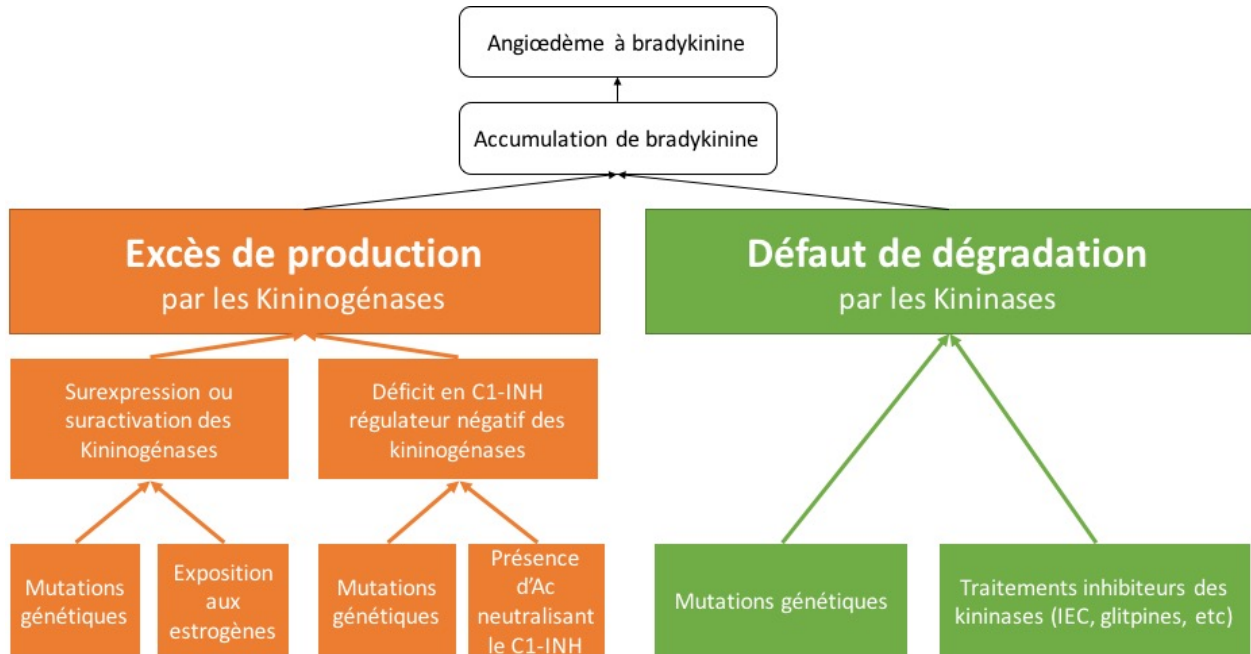 Angiœdème à bradykinine
Accumulation de bradykinine
Excès de production
par les Kininogénases
Défaut de dégradation
par les Kininases
Surexpression ou
suractivation des
Kininogénases
Déficit en C1-INH
régulateur négatif des
kininogénases
Mutations
génétiques
Exposition
aux
estrogènes
Mutations
génétiques
Présence
d'Ac
neutralisant
le C1-INH
Mutations génétiques
Traitements inhibiteurs des
kininases (IEC, glitpines, etc)